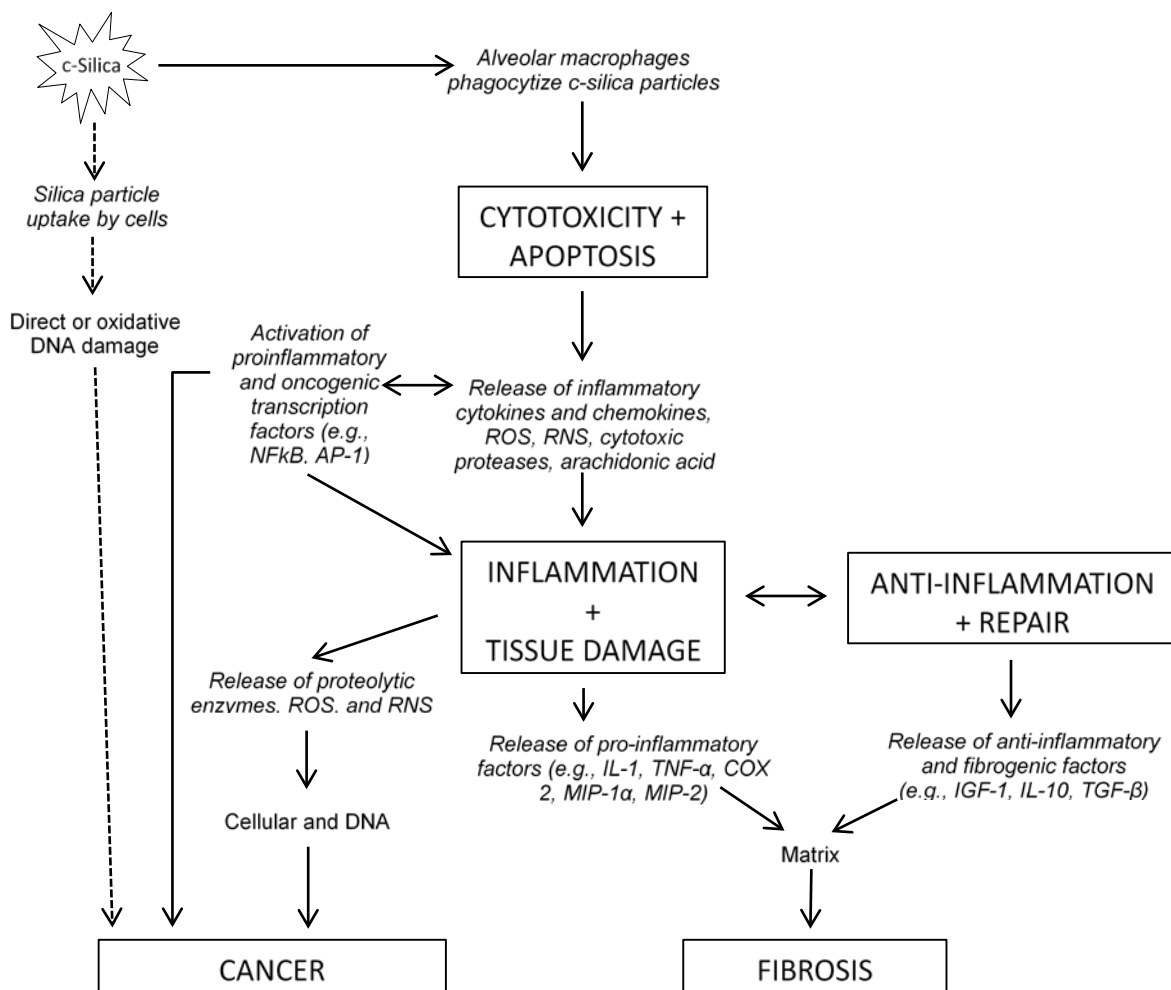 c-Silica
Alveolar macrophages
phagocytize c-silica particles
Silica particle
uptake by cells
CYTOTOXICITY +
APOPTOSIS
Direct or oxidative
DNA damage
Activation of
proinflammatory
and oncogenic
transcription
factors (e.g.,
NFkB. AP-1)
Release of inflammatory
cytokines and chemokines,
ROS, RNS, cytotoxic
proteases, arachidonic acid
INFLAMMATION
+
TISSUE DAMAGE
ANTI-INFLAMMATION
+ REPAIR
Release of proteolytic
enzymes. ROS. and RNS
Release of pro-inflammatory
factors (e.g., IL-1, TNF-α, COX
2, MIP-1α, MIP-2)
Release of anti-inflammatory
and fibrogenic factors
(e.g., IGF-1, IL-10, TGF-β)
Cellular and DNA
Matrix
CANCER
FIBROSIS